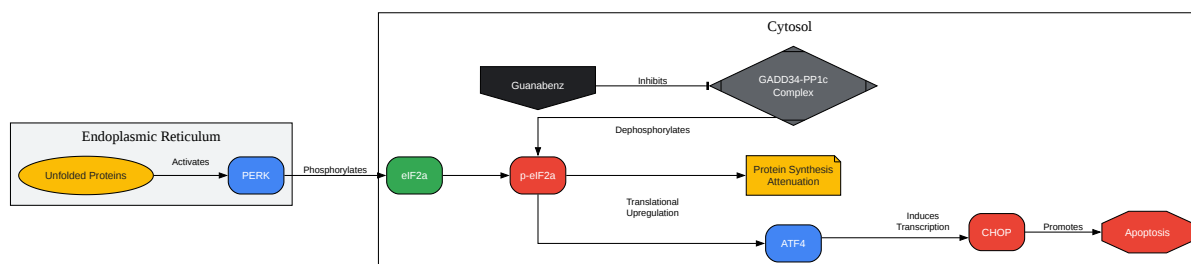 Cytosol
Guanabenz
Inhibits
GADD34-PP1c
Complex
Endoplasmic Reticulum
Dephosphorylates
Unfolded Proteins
Activates
PERK
Phosphorylates
eIF2a
p-eIF2a
Protein Synthesis
Attenuation
Translational
Upregulation
ATF4
Induces
Transcription
CHOP
Promotes
Apoptosis